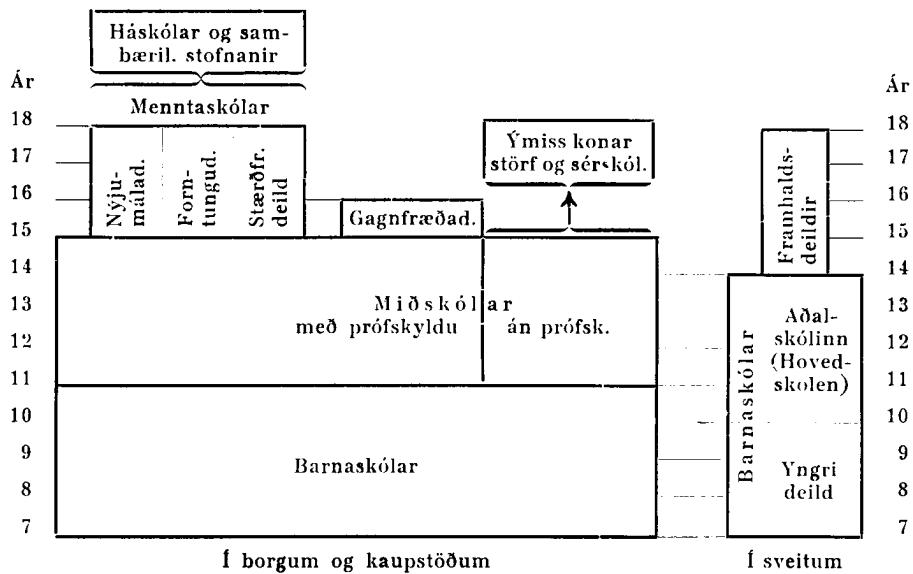 Háskólar og sam-
bæril. stofnanir
Ár
Ár
Menntaskólar
18
17
16
15
14
13
12
11
10
9
8
7
Nýju-
málad.
Forn-
tungud.
Stærðfr.
deild
Gagnfræðad.
Ýmiss konar
störf og sérskól.
Miðskólar
með prófskyldu
án prófsk.
Barnaskólar
Framhalds-
deildir
Barnaskólar
Aðal-
skólinn
(Hoved-
skolen)
Yngri
deild
18
17
16
15
14
13
12
11
10
9
8
7
Í borgum og kaupstöðum
Í sveitum